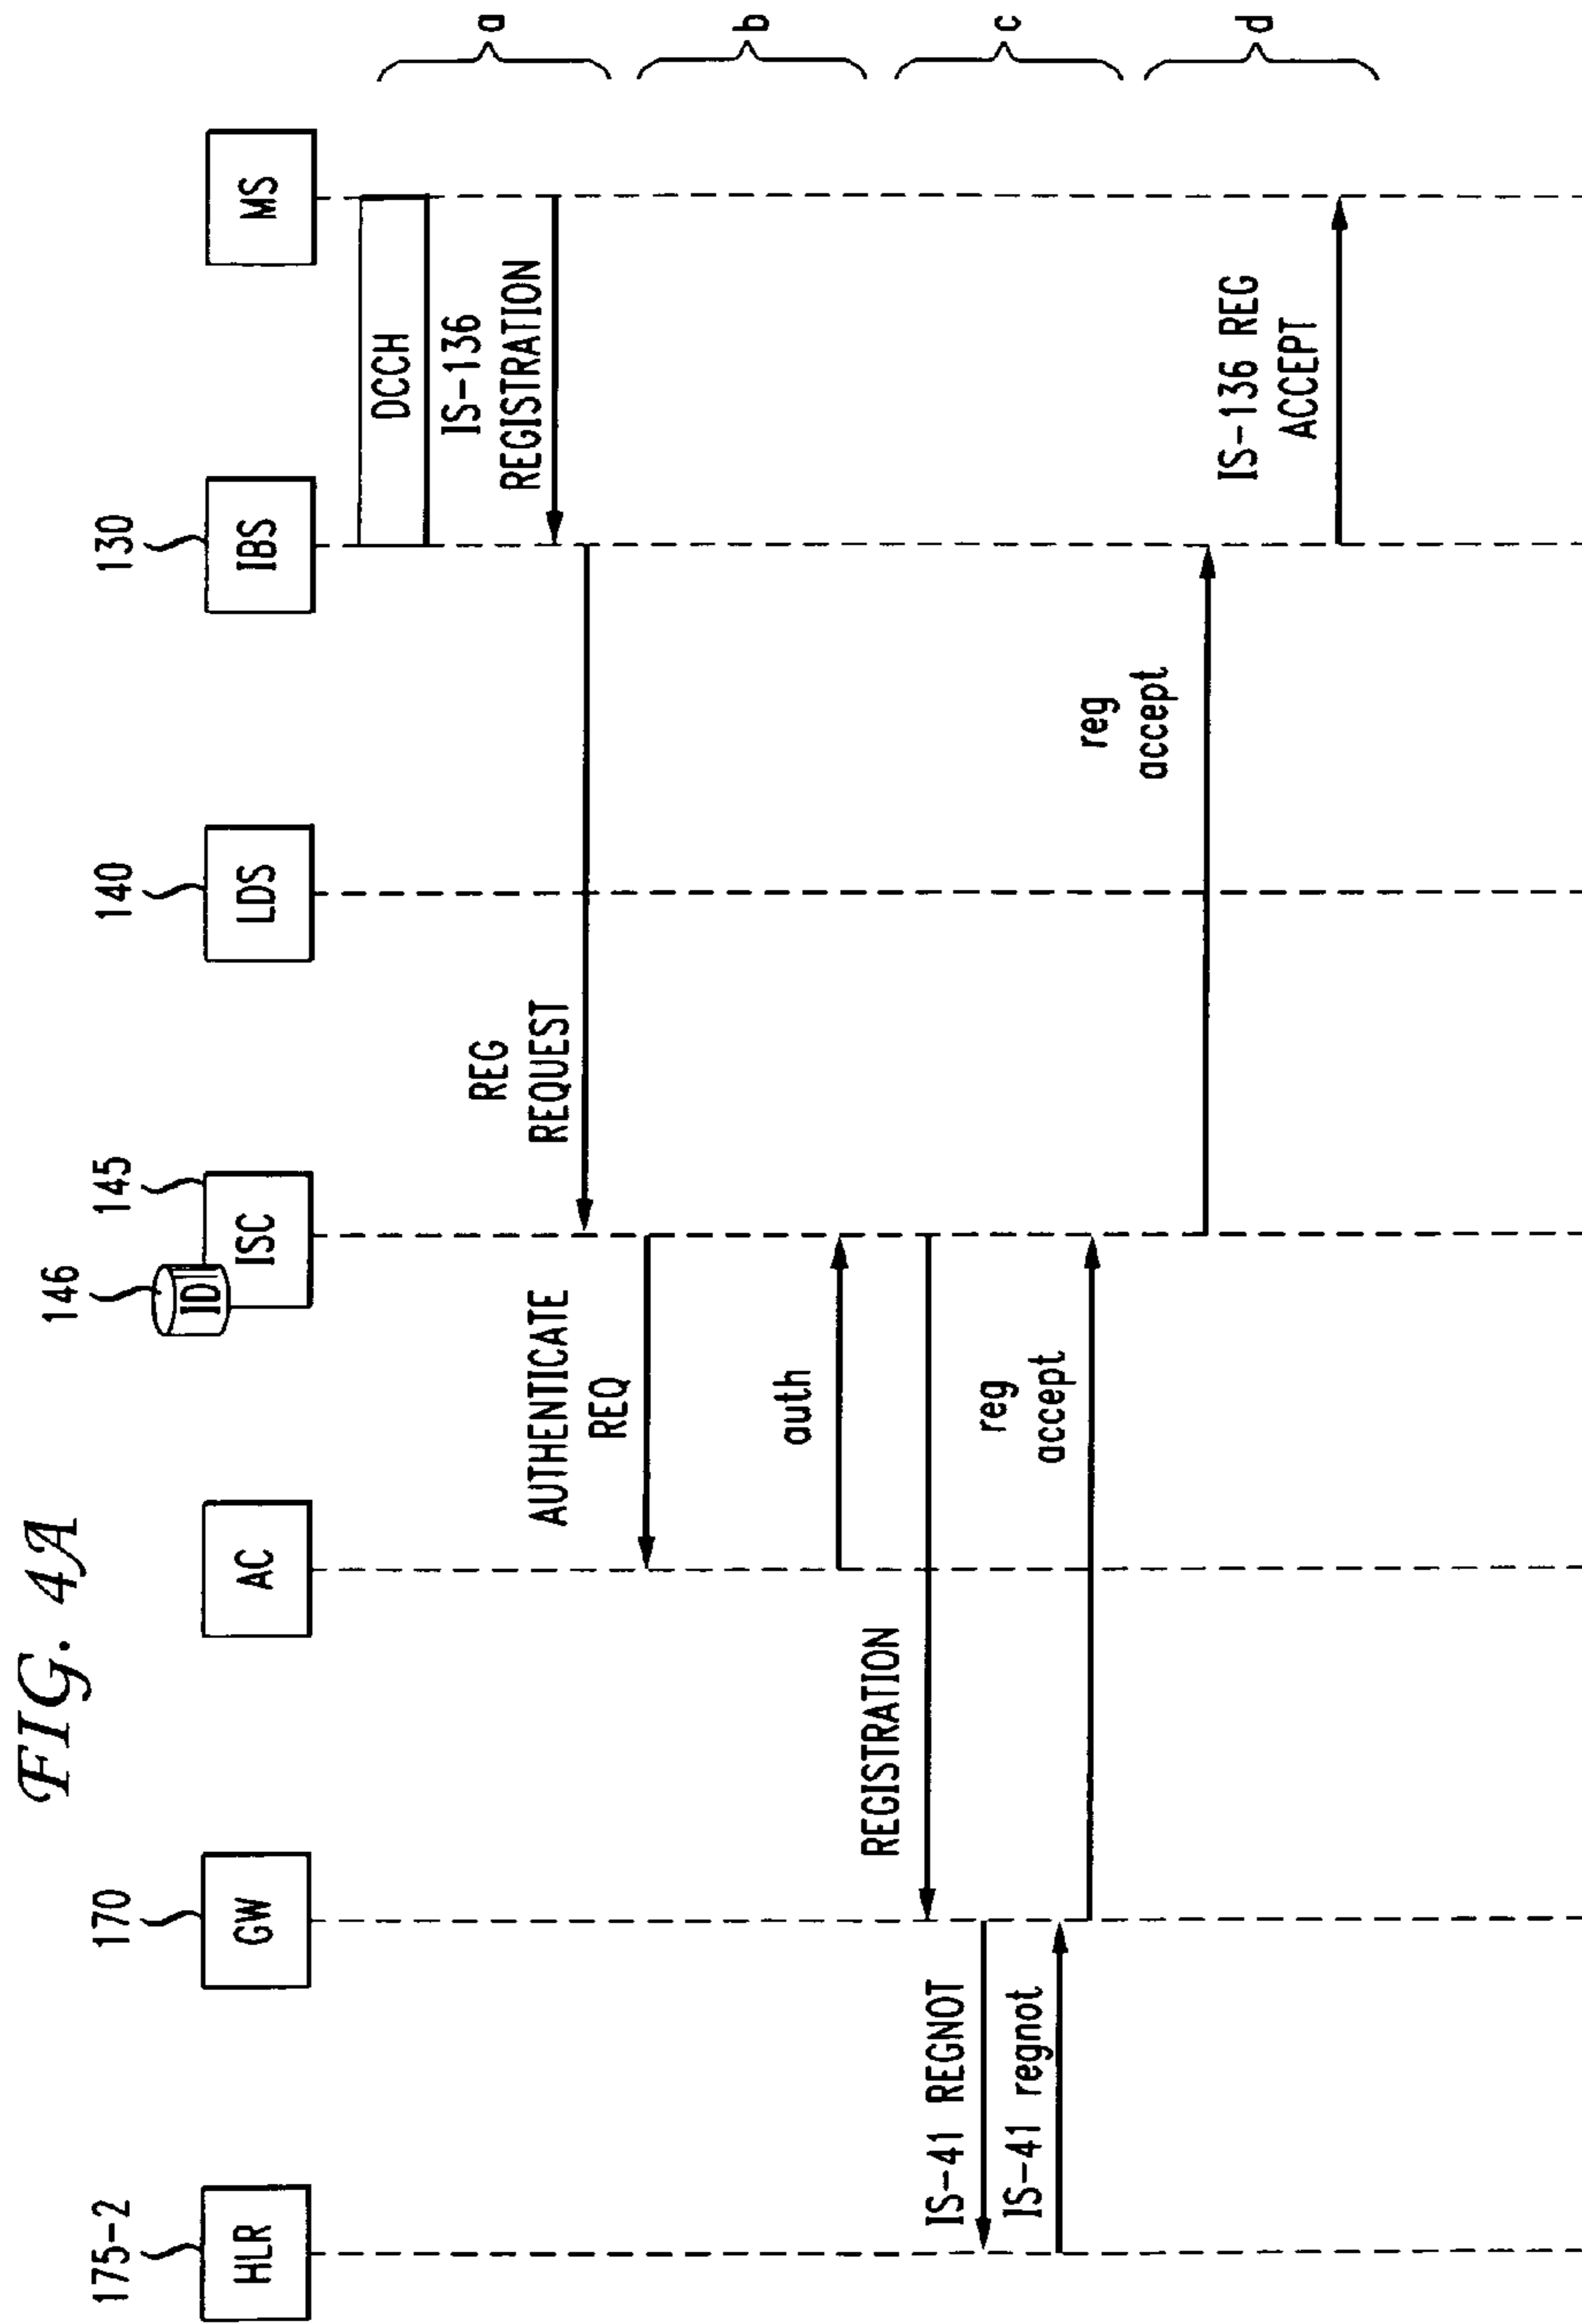 FIG. 4A
175-2
170
146
145
140
130
HLR
GW
AC
ID
ISC
LDS
IBS
MS
DCCH
IS-136
REGISTRATION
REG
REQUEST
AUTHENTICATE
REQ
auth
REGISTRATION
IS-41 REGNOT
IS-41 regnot
reg
accept
reg
accept
IS-136 REG
ACCEPT
a
b
c
d